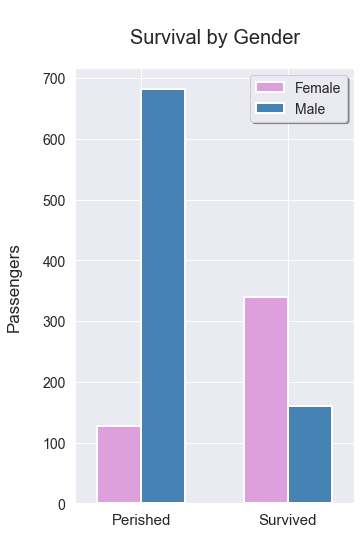 Survival by Gender
Female
Male
700
600
500
400
300
200
100
0
Passengers
Perished
Survived